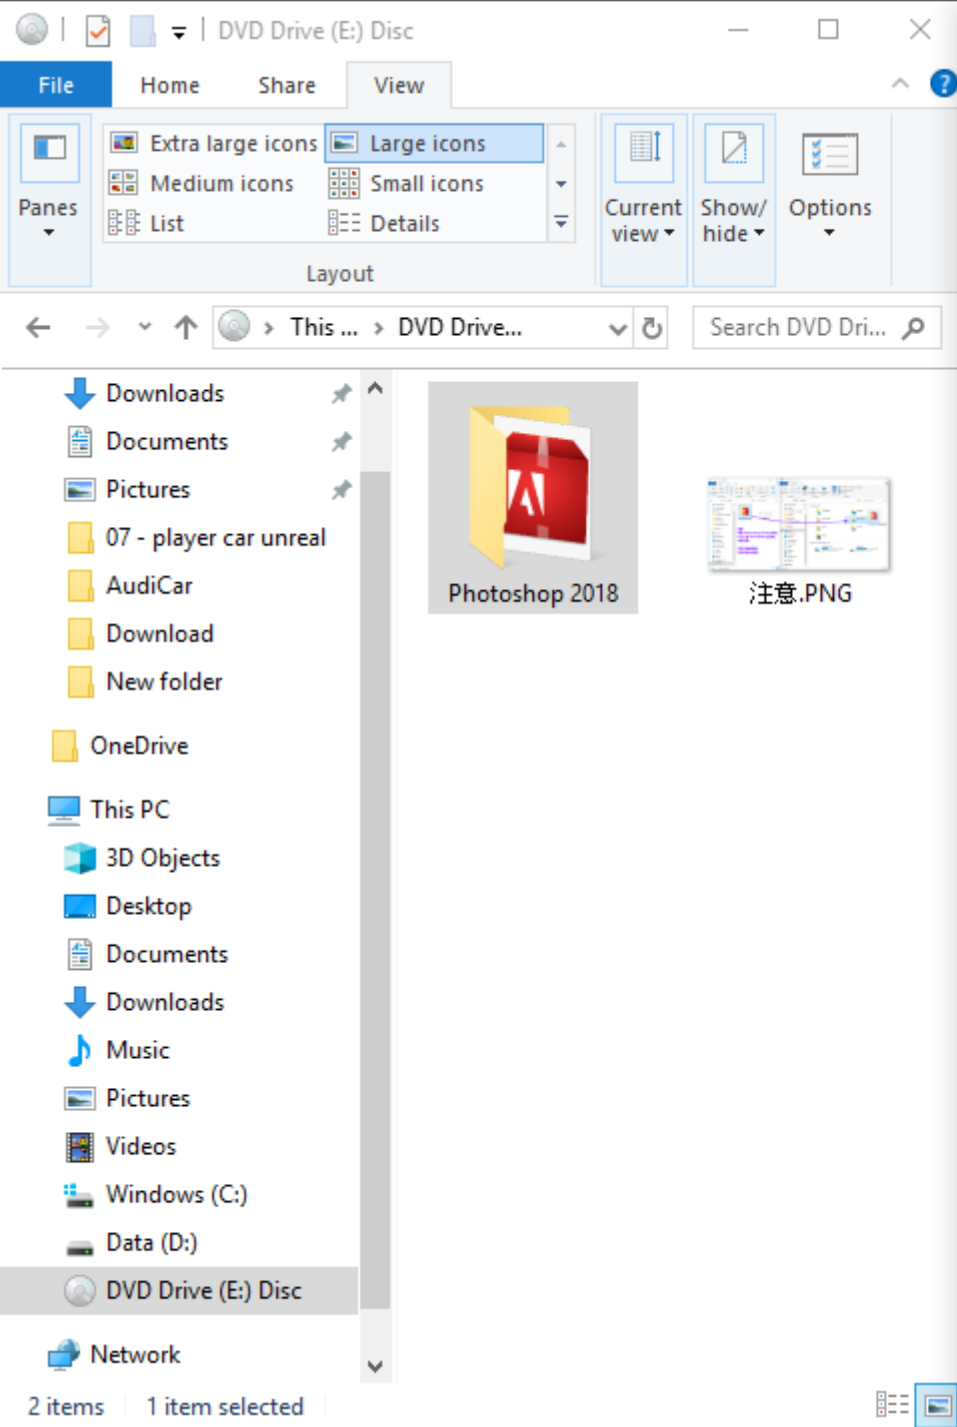 DVD Drive (E:) Disc
File Home Share View
Panes
Extra large icons Large icons
Medium icons Small icons
List Details
Layout
Current view
Show/ hide
Options
This ... DVD Drive...
Search DVD Dri...
Downloads
Documents
Pictures
07 - player car unreal
AudiCar
Download
New folder
OneDrive
This PC
3D Objects
Desktop
Documents
Downloads
Music
Pictures
Videos
Windows (C:)
Data (D:)
DVD Drive (E:) Disc
Network
Photoshop 2018
注意.PNG
2 items 1 item selected